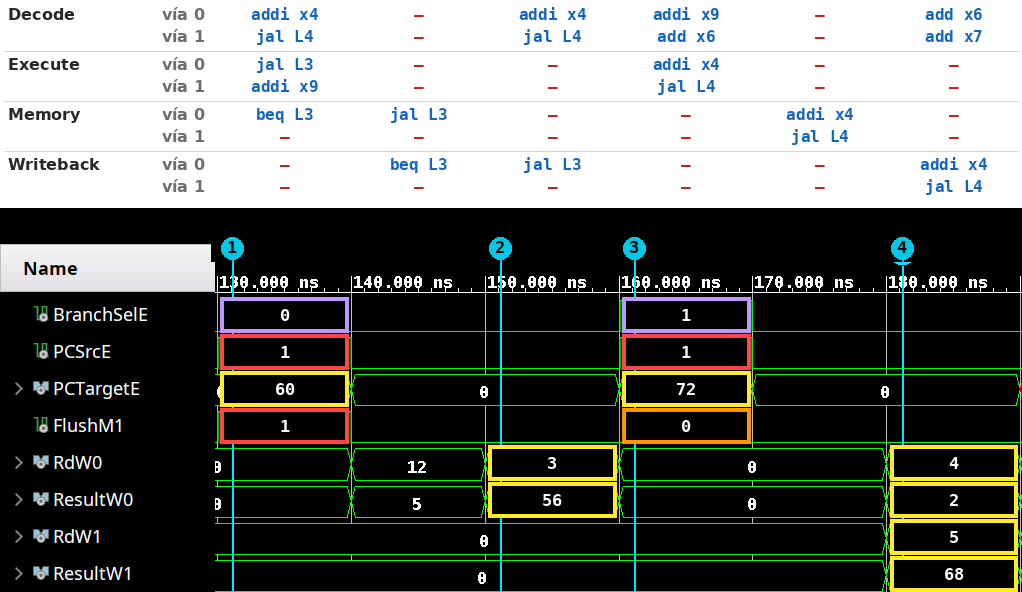 Decode vía 0 addi x4 – addi x4 addi x9 – add x6
vía 1 jal L4 – jal L4 add x6 – add x7
Execute vía 0 jal L3 – – addi x4 – –
vía 1 addi x9 – – jal L4 – –
Memory vía 0 beq L3 jal L3 – – addi x4 –
vía 1 – – – – jal L4 –
Writeback vía 0 – beq L3 jal L3 – – addi x4
vía 1 – – – – – jal L4
1 2 3 4
Name 130.000 ns 140.000 ns 150.000 ns 160.000 ns 170.000 ns 180.000 ns
BranchSelE 0 1
PCSrcE 1 1
PCTargetE 0 60 0 72 0
FlushM1 1 0
RdW0 0 12 3 0 4
ResultW0 0 5 56 0 2
RdW1 0 5
ResultW1 0 68